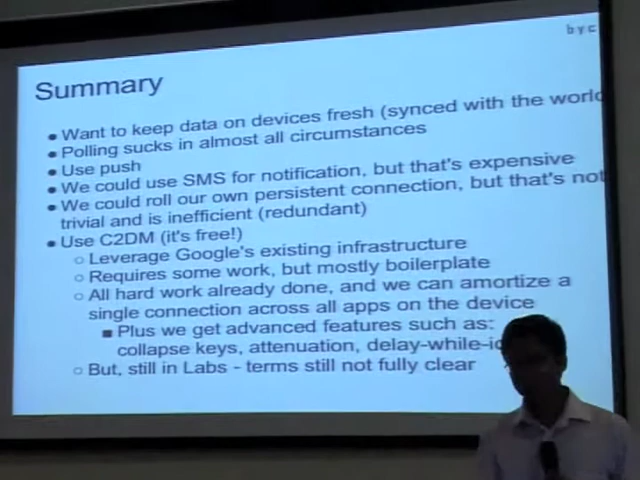 byc
Summary
● Want to keep data on devices fresh (synced with the world
● Polling sucks in almost all circumstances
● Use push
● We could use SMS for notification, but that's expensive
● We could roll our own persistent connection, but that's not
trivial and is inefficient (redundant)
● Use C2DM (it's free!)
○ Leverage Google's existing infrastructure
○ Requires some work, but mostly boilerplate
○ All hard work already done, and we can amortize a
single connection across all apps on the device
■ Plus we get advanced features such as:
collapse keys, attenuation, delay-while-i
○ But, still in Labs - terms still not fully clear